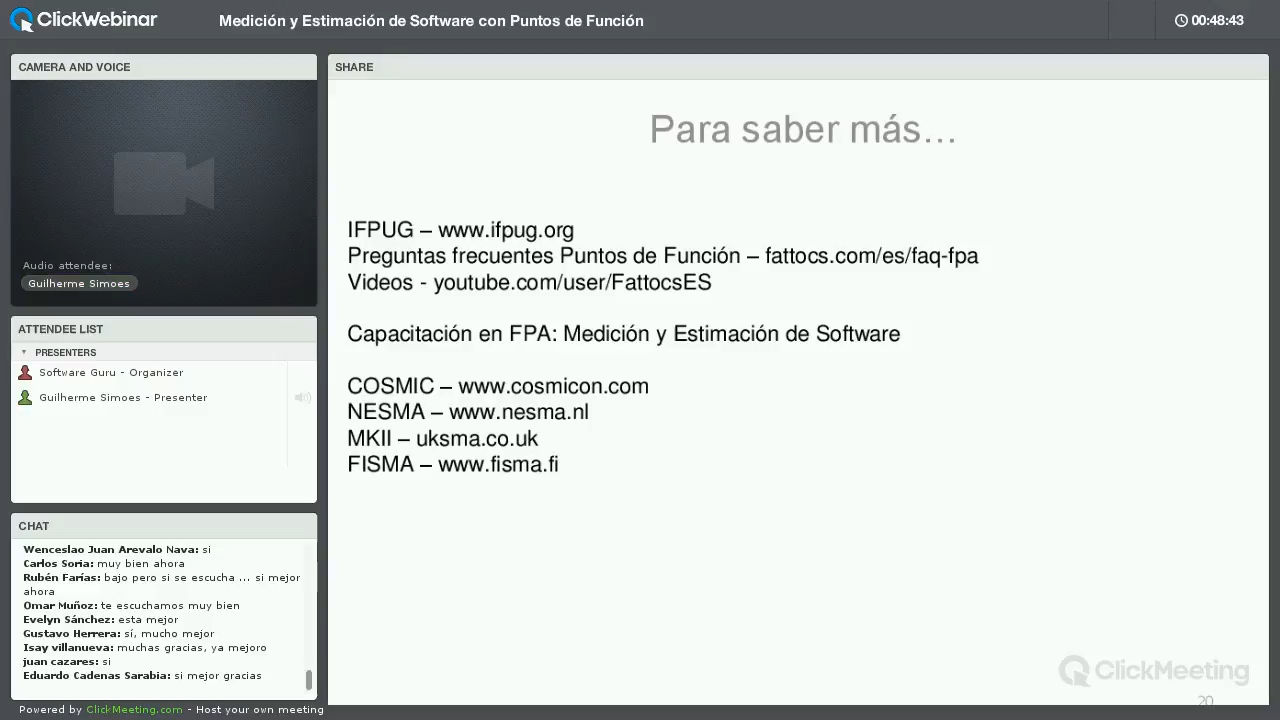 ClickWebinar
Medición y Estimación de Software con Puntos de Función
00:48:43
CAMERA AND VOICE
Audio attendee:
Guilherme Simoes
ATTENDEE LIST
PRESENTERS
Software Guru - Organizer
Guilherme Simoes - Presenter
CHAT
Wenceslao Juan Arevalo Nava: si
Carlos Soria: muy bien ahora
Rubén Farías: bajo pero si se escucha ... si mejor
ahora
Omar Muñoz: te escuchamos muy bien
Evelyn Sánchez: esta mejor
Gustavo Herrera: sí, mucho mejor
Isay villanueva: muchas gracias, ya mejoro
juan cazares: si
Eduardo Cadenas Sarabia: si mejor gracias
Powered by ClickMeeting.com - Host your own meeting
SHARE
Para saber más...
IFPUG – www.ifpug.org
Preguntas frecuentes Puntos de Función – fattocs.com/es/faq-fpa
Videos - youtube.com/user/FattocsES
Capacitación en FPA: Medición y Estimación de Software
COSMIC – www.cosmicon.com
NESMA – www.nesma.nl
MKII – uksma.co.uk
FISMA – www.fisma.fi
ClickMeeting
20